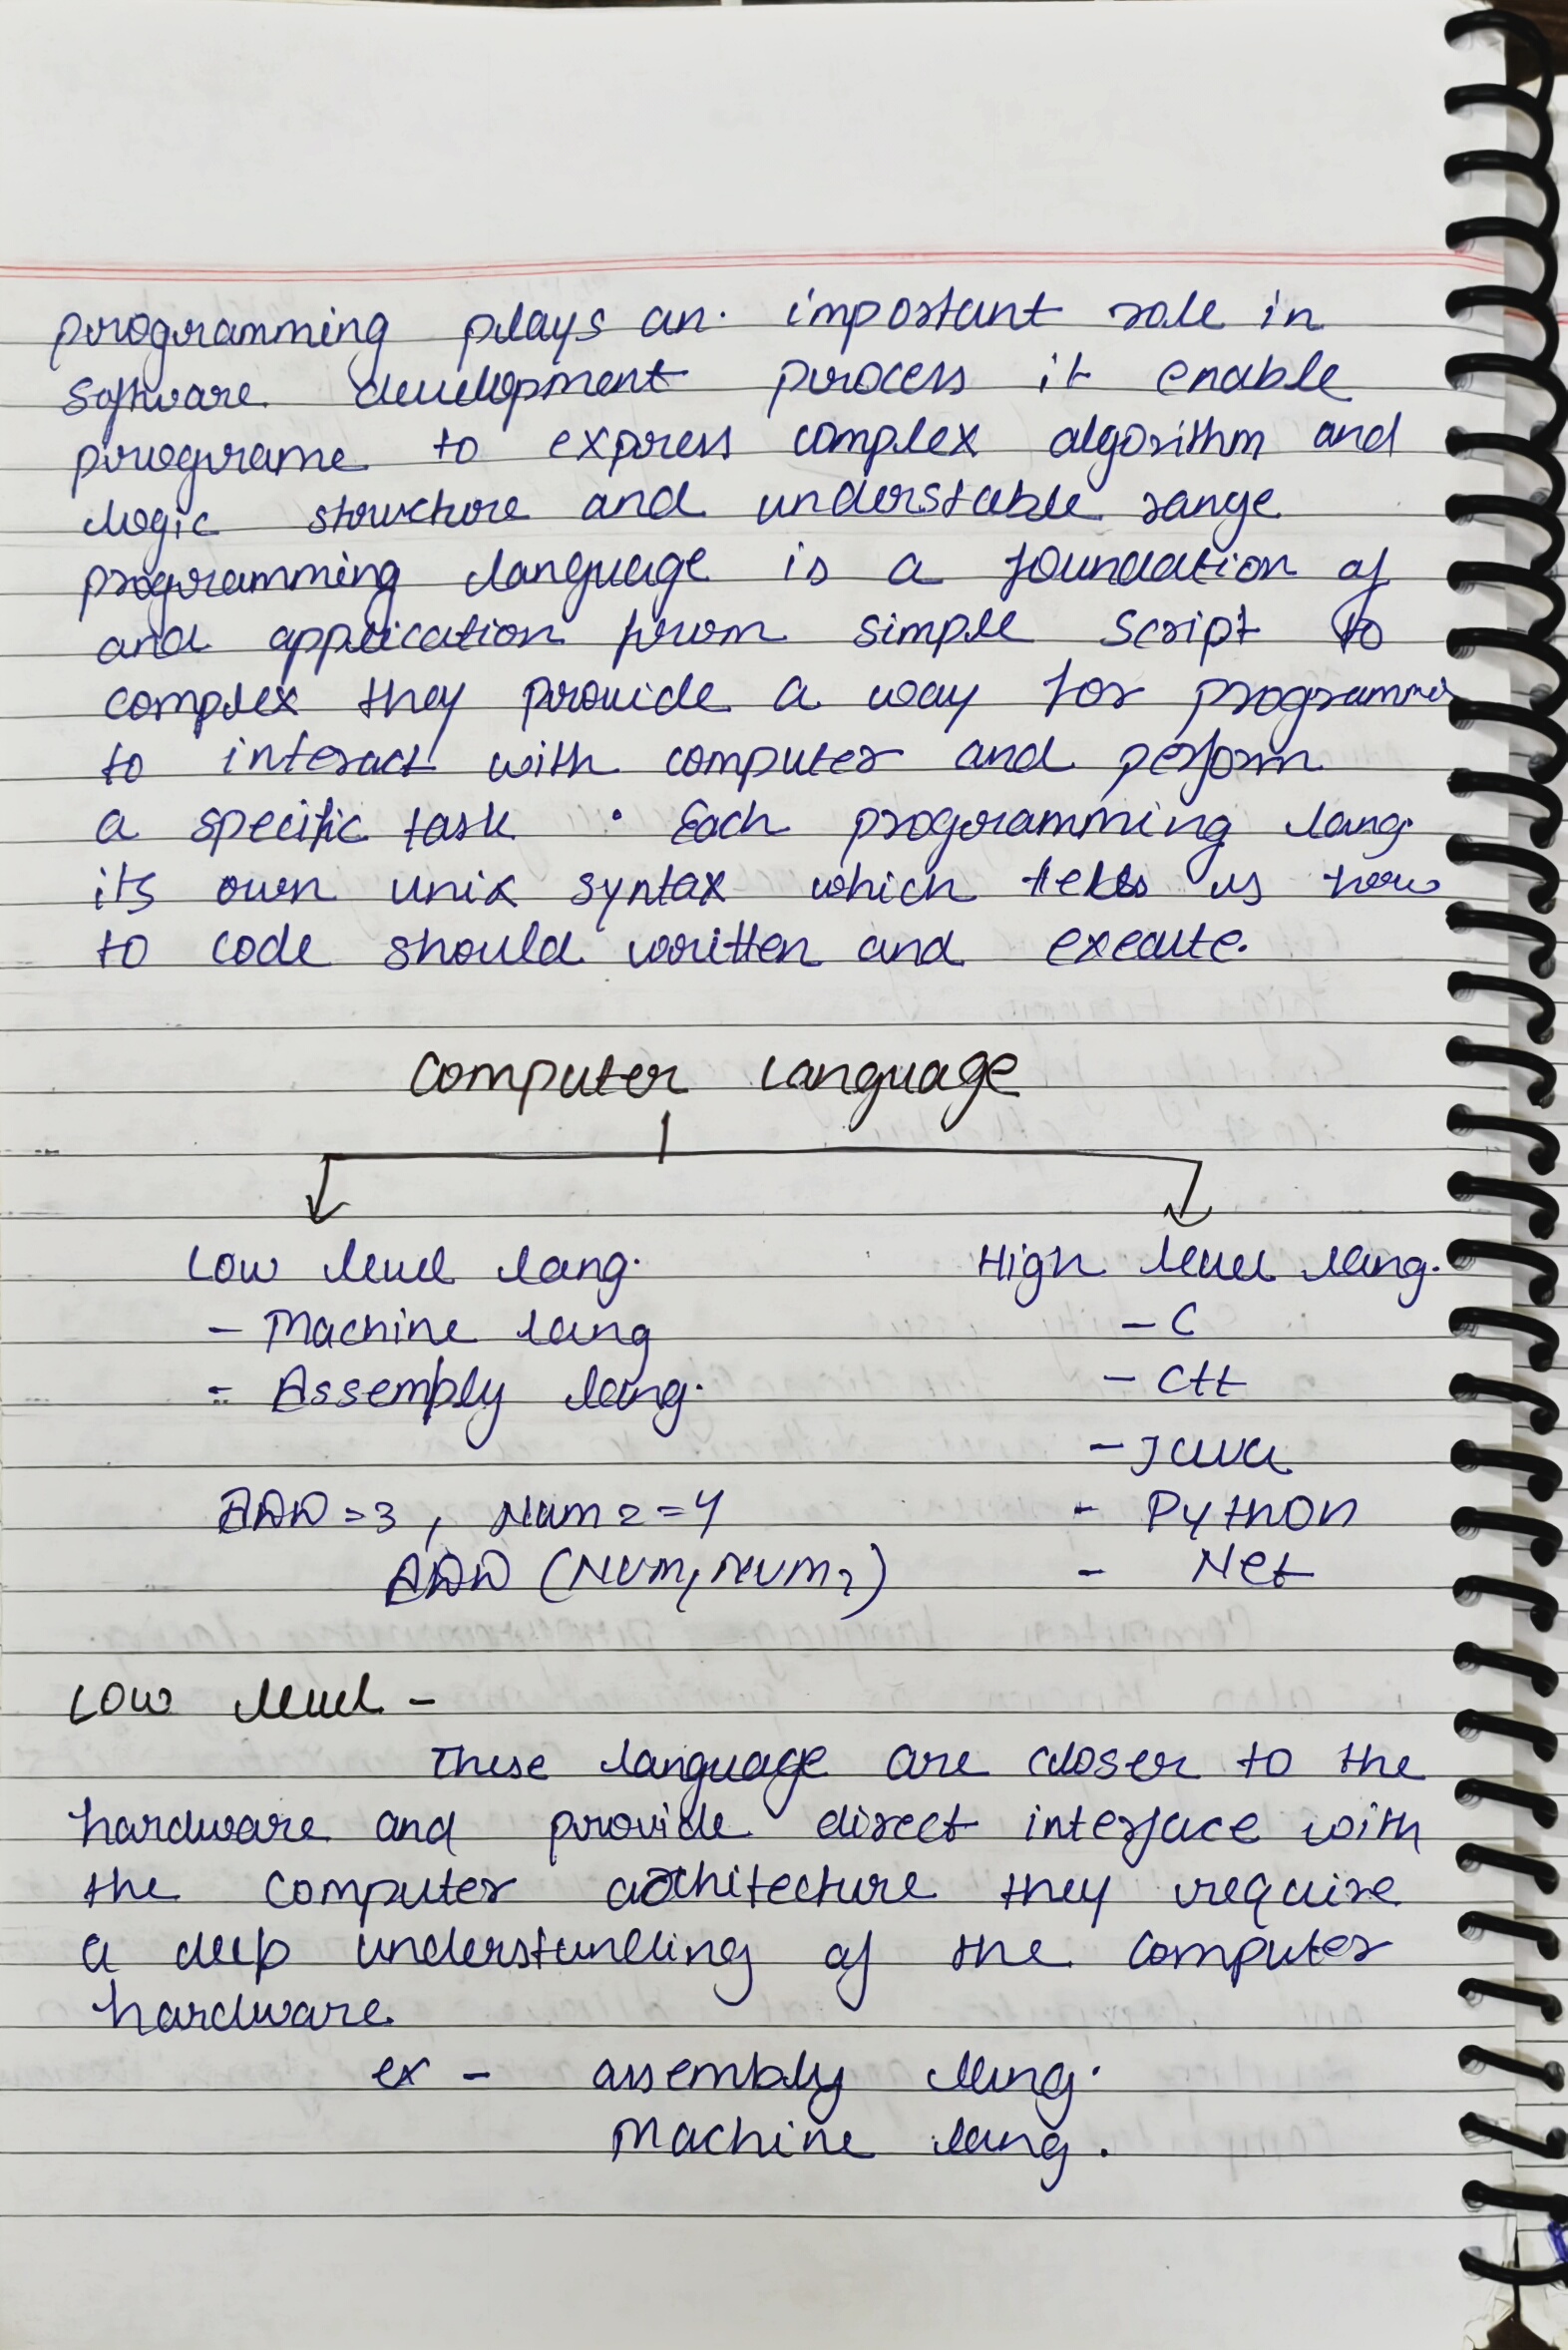 programming plays an. important role in
software development process it enable
programe to express complex algorithm and
logic structure and understable range
programming language is a foundation of
and application from simple script to
complex they provide a way for programmer
to interact with computer and perform
a specific task . Each programming lang.
its own unix syntax which tells us how
to code should written and execute.
Computer Language
Low level lang. High level lang.
- Machine lang - C
- Assembly lang. - C++
- Java
ADD = 3 , Num 2 = 4 - Python
ADD (NUM1 NUM2) - Net
Low level -
These language are closer to the
hardware and provide direct interface with
the computer architecture they require
a deep understanding of the computer
hardware
ex - assembly lang.
Machine lang.